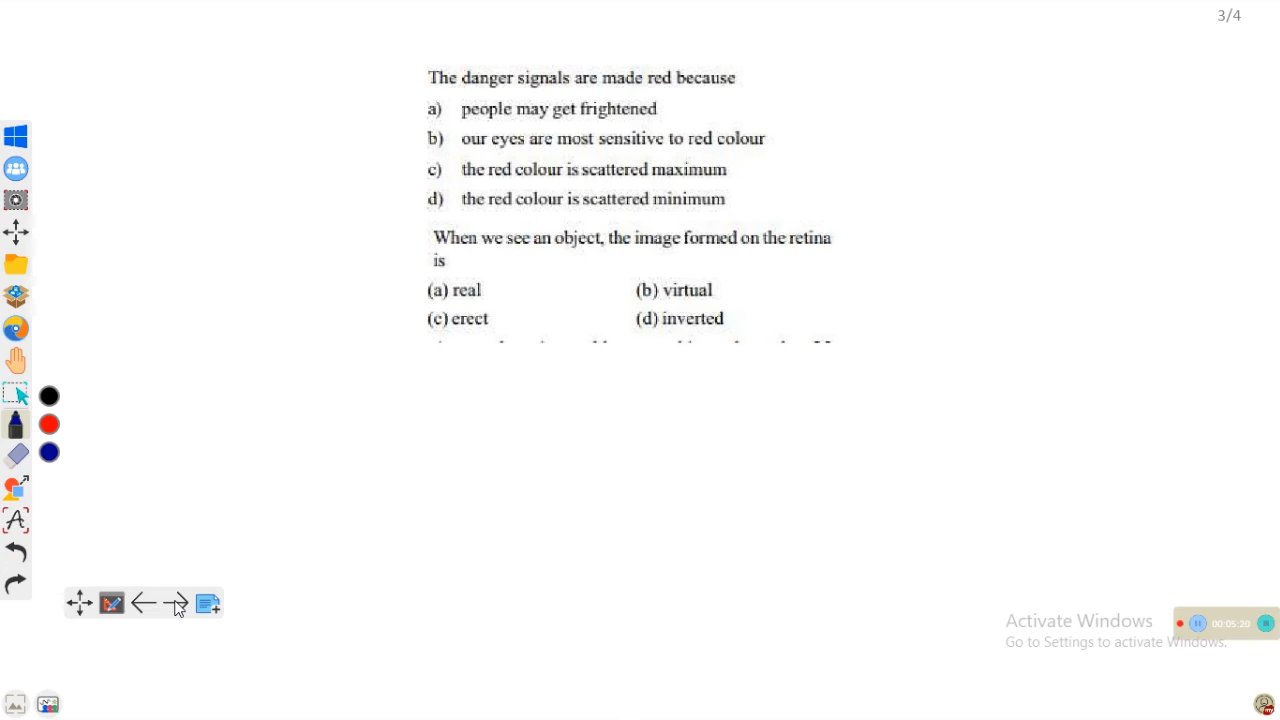 3/4
The danger signals are made red because
a) people may get frightened
b) our eyes are most sensitive to red colour
c) the red colour is scattered maximum
d) the red colour is scattered minimum
When we see an object, the image formed on the retina
is
(a) real (b) virtual
(c) erect (d) inverted
Activate Windows
Go to Settings to activate Windows.
00:05:20